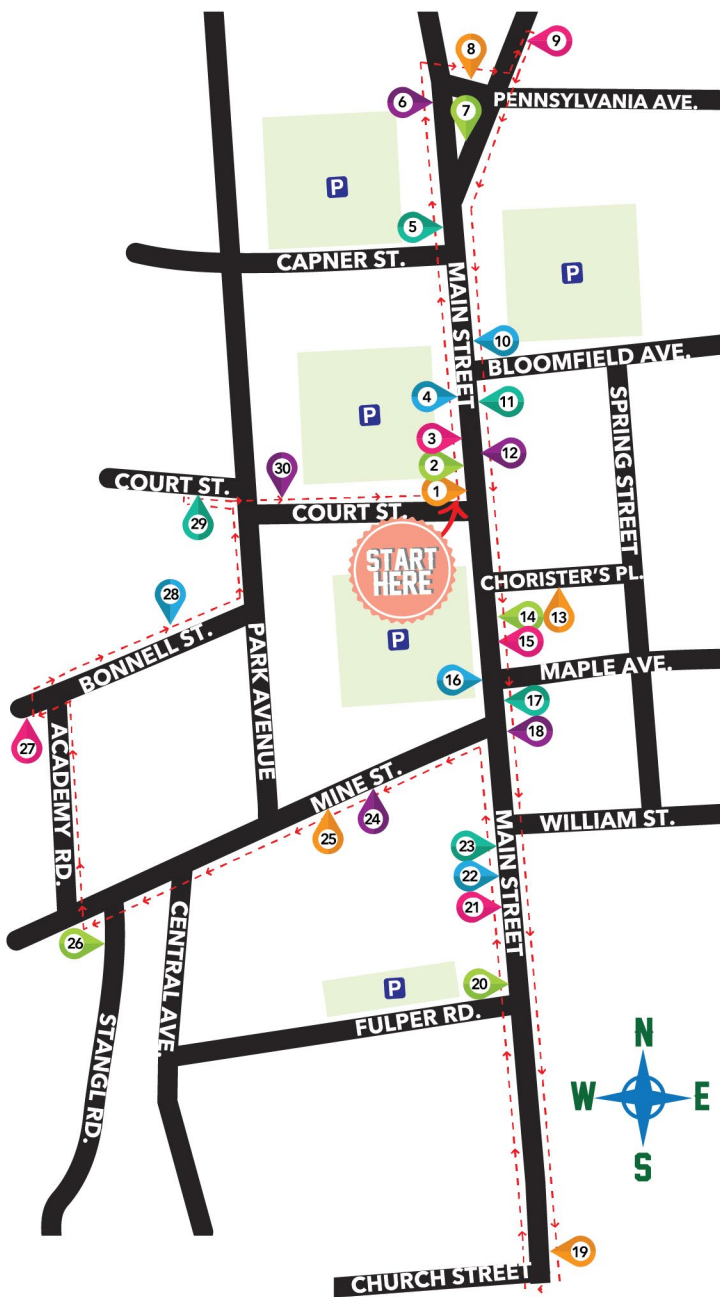 9
8
6
7
PENNSYLVANIA AVE.
P
5
CAPNER ST.
MAIN STREET
P
10
BLOOMFIELD AVE.
4
11
P
3
12
SPRING STREET
2
30
1
COURT ST.
COURT ST.
29
START
HERE
CHORISTER'S PL.
28
14
13
P
15
BONNELL ST.
PARK AVENUE
MAPLE AVE.
16
17
27
18
ACADEMY RD.
MINE ST.
24
25
MAIN STREET
WILLIAM ST.
23
22
21
26
CENTRAL AVE.
20
P
FULPER RD.
STANGL RD.
N
W
E
S
19
CHURCH STREET